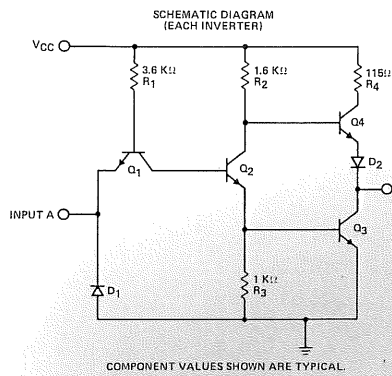 SCHEMATIC DIAGRAM
(EACH INVERTER)
VCC
3.6 KΩ
R1
1.6 KΩ
R2
115Ω
R4
Q4
D2
Q1
Q2
Q3
INPUT A
D1
1 KΩ
R3
COMPONENT VALUES SHOWN ARE TYPICAL.